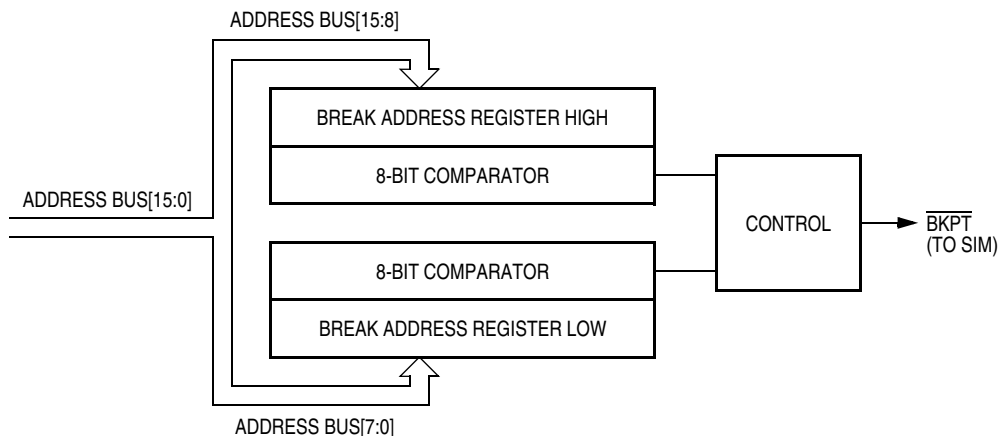 ADDRESS BUS[15:8]
BREAK ADDRESS REGISTER HIGH
8-BIT COMPARATOR
ADDRESS BUS[15:0]
CONTROL
BKPT
(TO SIM)
8-BIT COMPARATOR
BREAK ADDRESS REGISTER LOW
ADDRESS BUS[7:0]